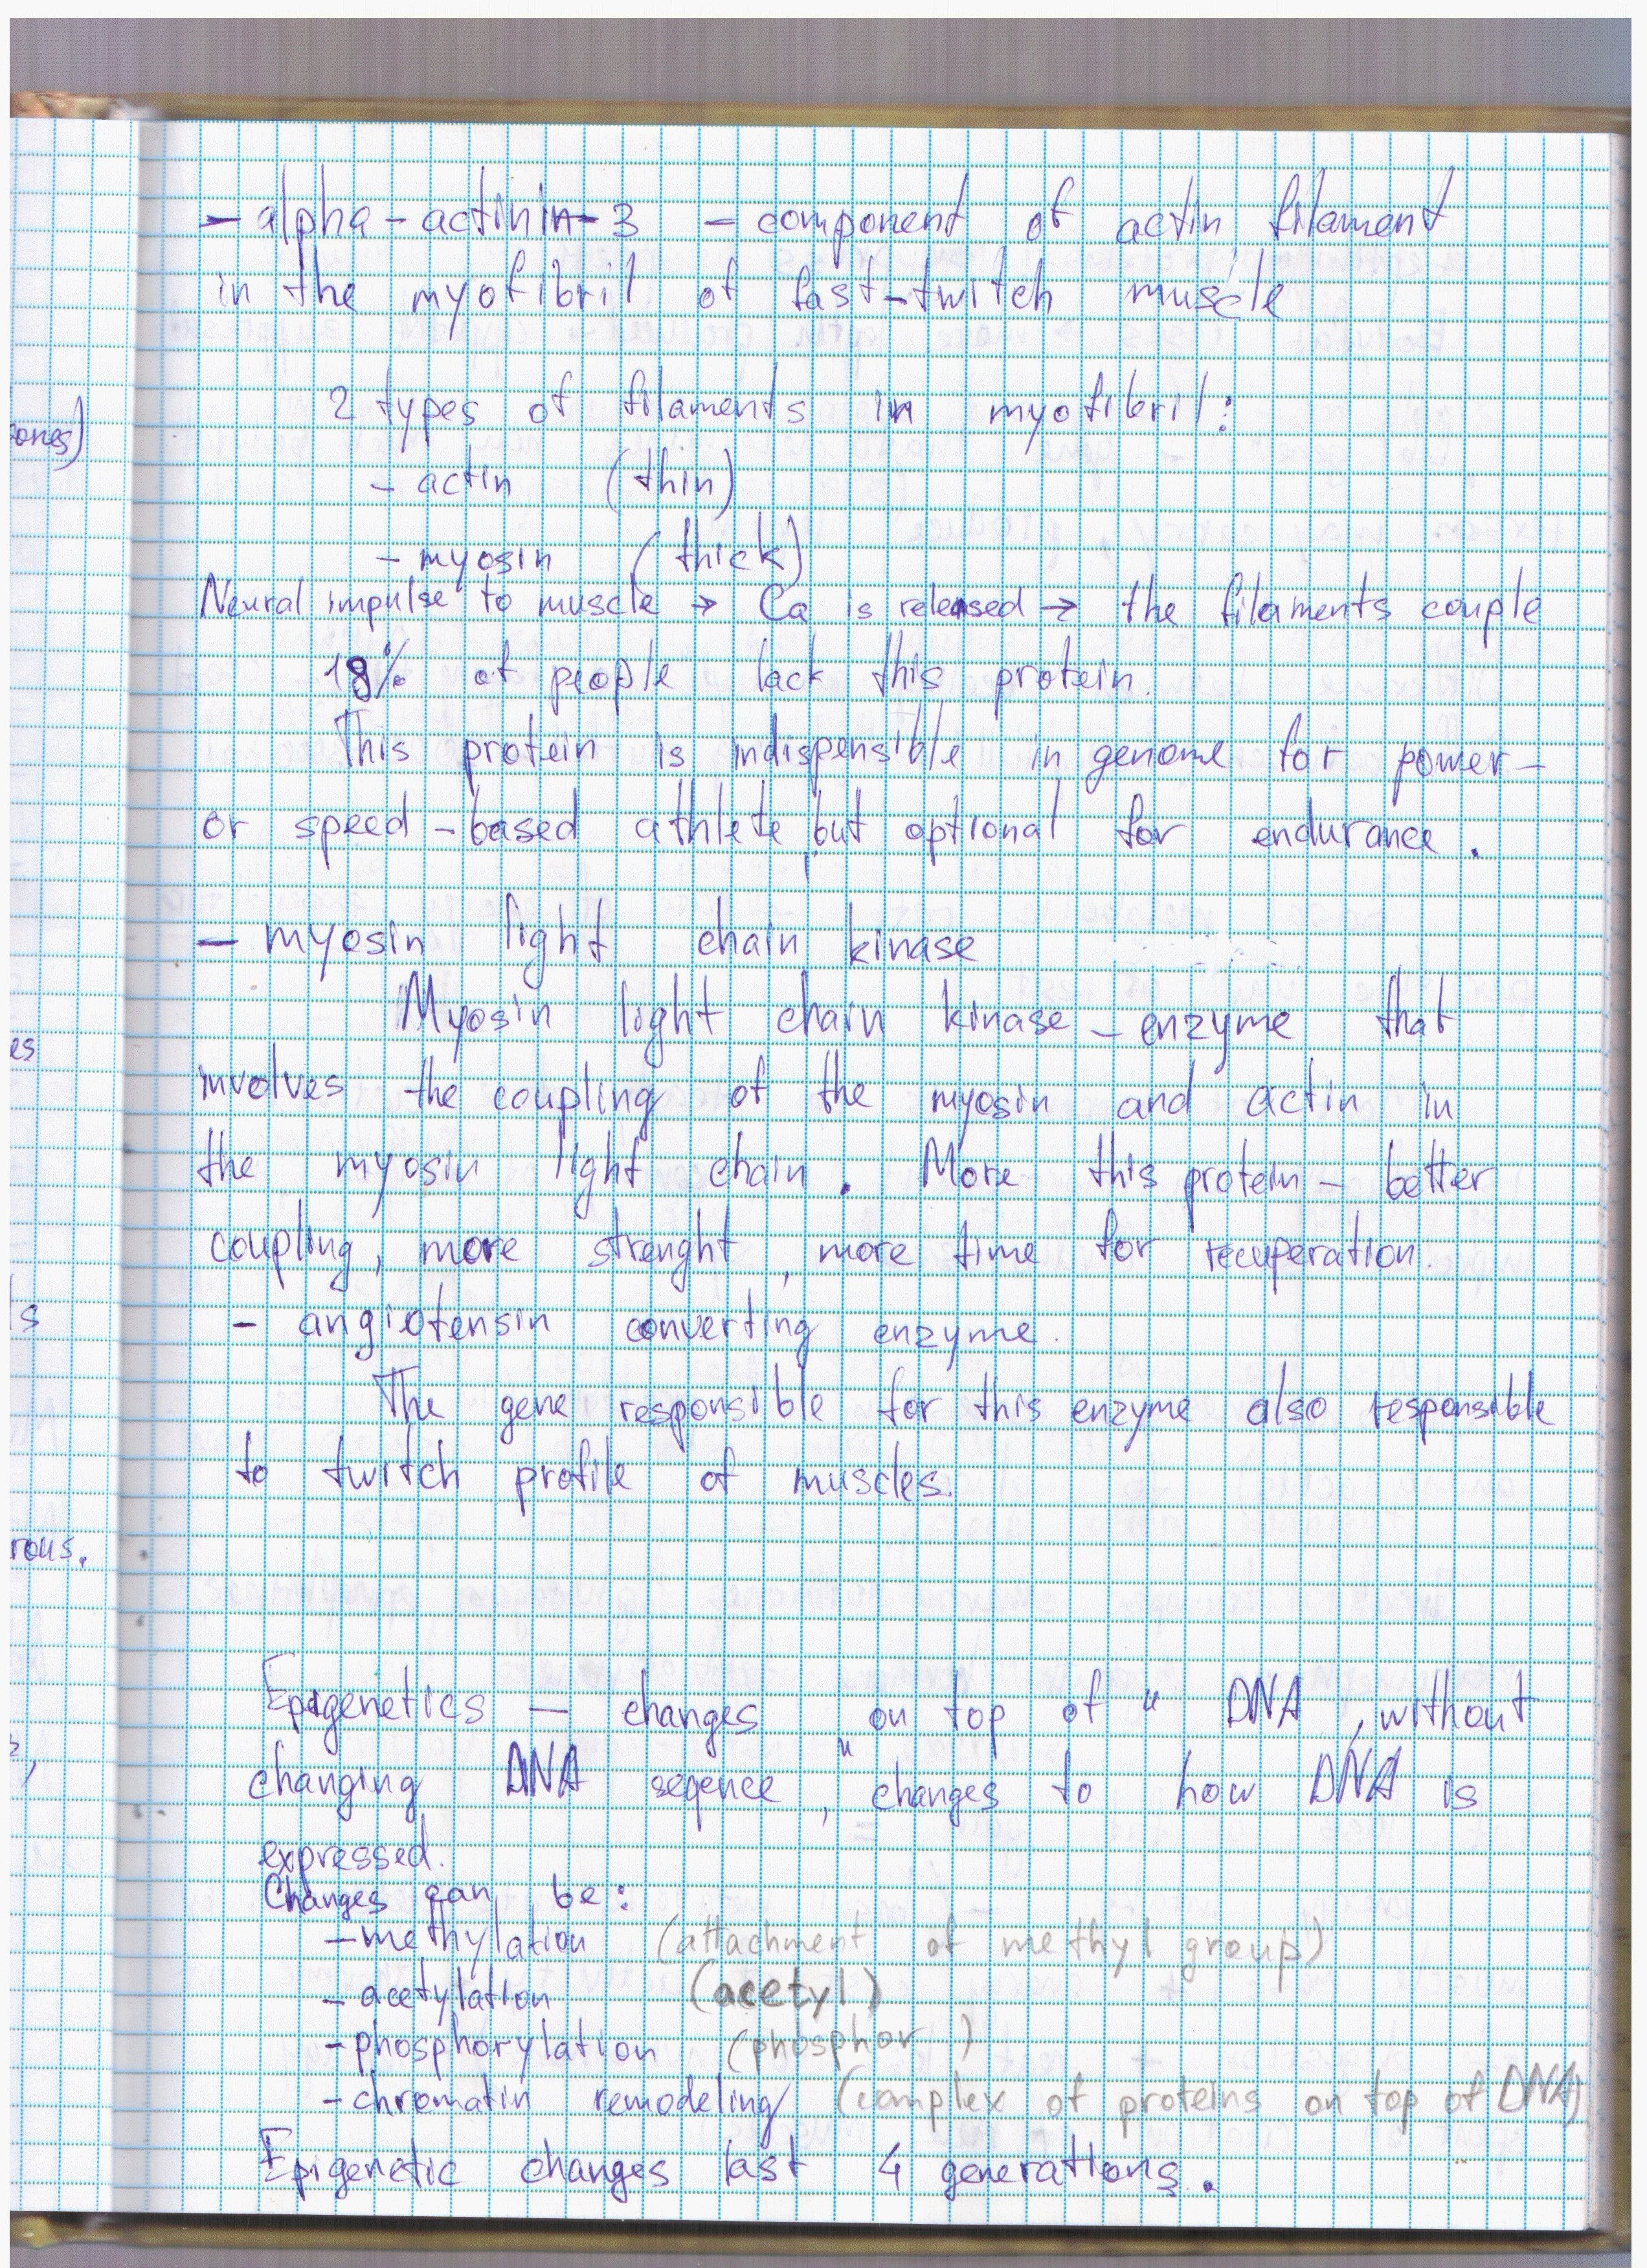 - alpha-actinin-3 - component of actin filament
in the myofibril of fast-twitch muscle
2 types of filaments in myofibril:
ones)
- actin (thin)
- myosin (thick)
Neural impulse to muscle → Ca is released → the filaments couple
18% of people lack this protein.
This protein is indispensible in genome for power-
or speed-based athlete, but optional for endurance.
- myosin light chain kinase
Myosin light chain kinase - enzyme that
es
involves the coupling of the myosin and actin in
the myosin light chain. More this protein - better
coupling, more strenght, more time for recuperation.
ls
- angiotensin converting enzyme.
The gene responsible for this enzyme also responsible
to twitch profile of muscles.
rous.
Epigenetics - changes "on top of" DNA, without
changing DNA seqence, changes to how DNA is
expressed.
Changes can be:
- methylation (attachment of methyl group)
- acetylation (acetyl)
- phosphorylation (phosphor )
- chromatin remodeling (complex of proteins on top of DNA)
Epigenetic changes last 4 generations.